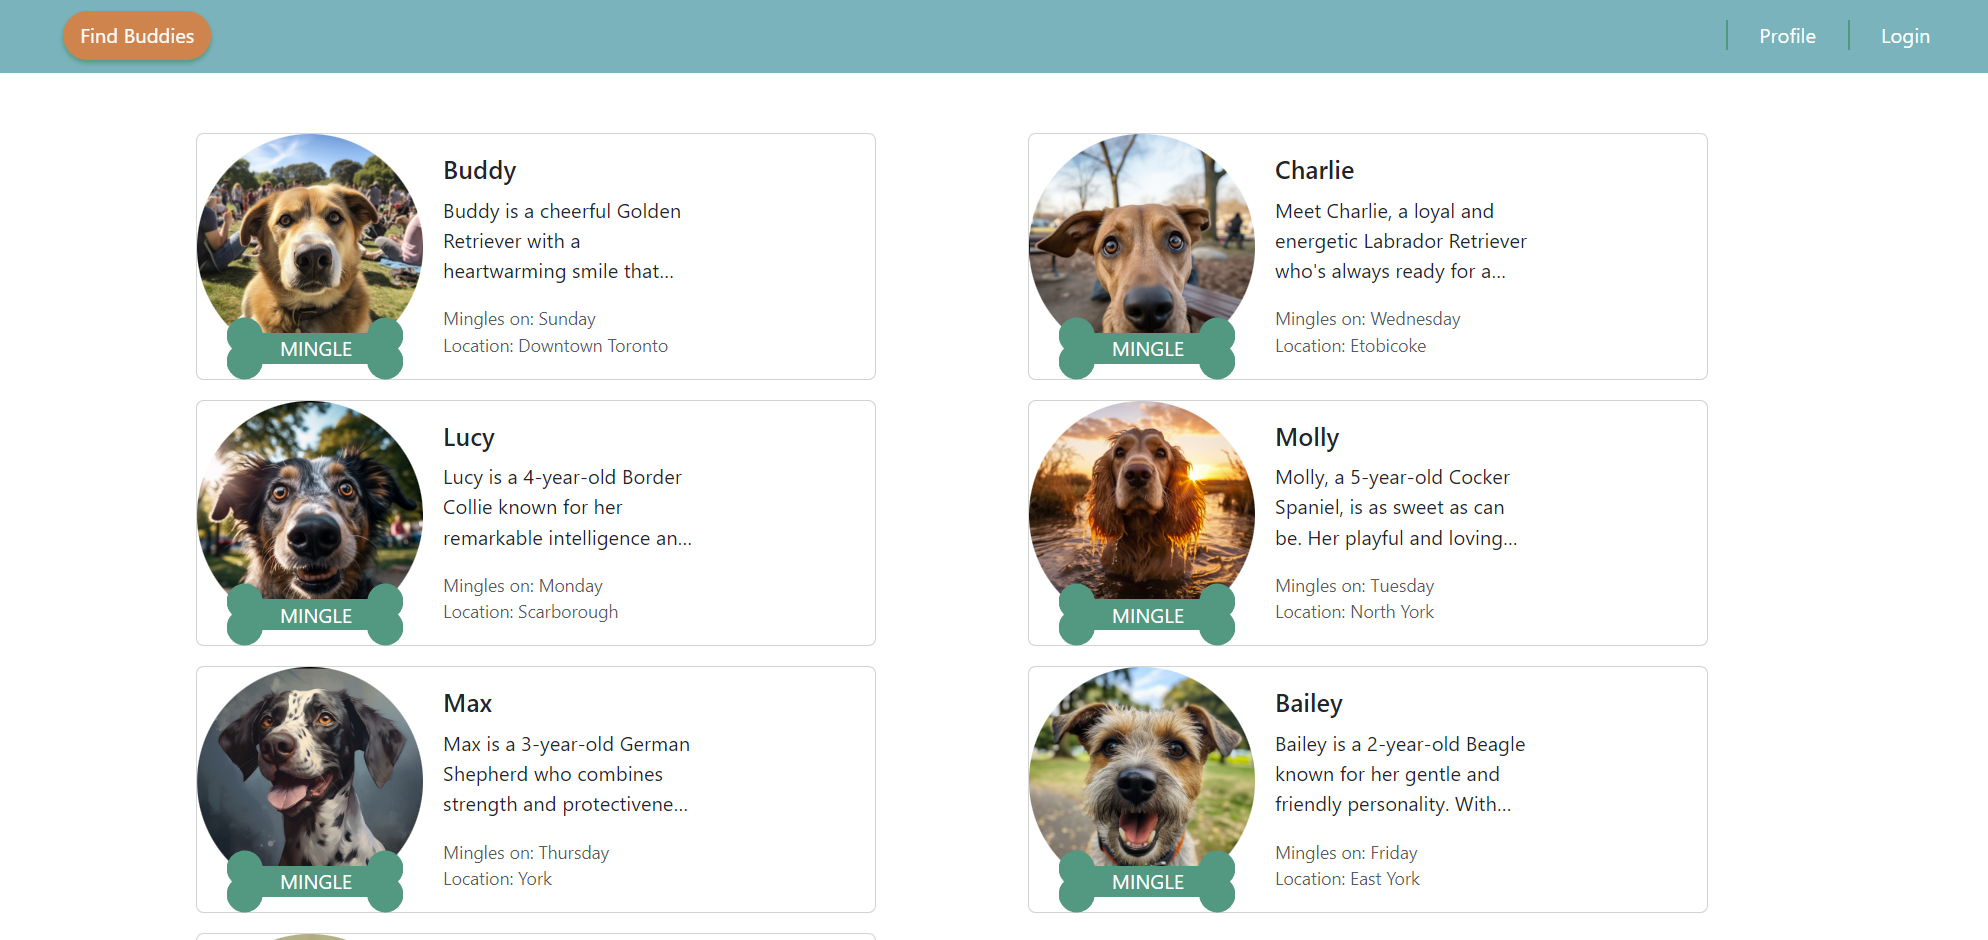 Find Buddies
Profile
Login
Buddy
Buddy is a cheerful Golden
Retriever with a
heartwarming smile that...
Mingles on: Sunday
Location: Downtown Toronto
MINGLE
Charlie
Meet Charlie, a loyal and
energetic Labrador Retriever
who's always ready for a...
Mingles on: Wednesday
Location: Etobicoke
MINGLE
Lucy
Lucy is a 4-year-old Border
Collie known for her
remarkable intelligence an...
Mingles on: Monday
Location: Scarborough
MINGLE
Molly
Molly, a 5-year-old Cocker
Spaniel, is as sweet as can
be. Her playful and loving...
Mingles on: Tuesday
Location: North York
MINGLE
Max
Max is a 3-year-old German
Shepherd who combines
strength and protectivene...
Mingles on: Thursday
Location: York
MINGLE
Bailey
Bailey is a 2-year-old Beagle
known for her gentle and
friendly personality. With...
Mingles on: Friday
Location: East York
MINGLE